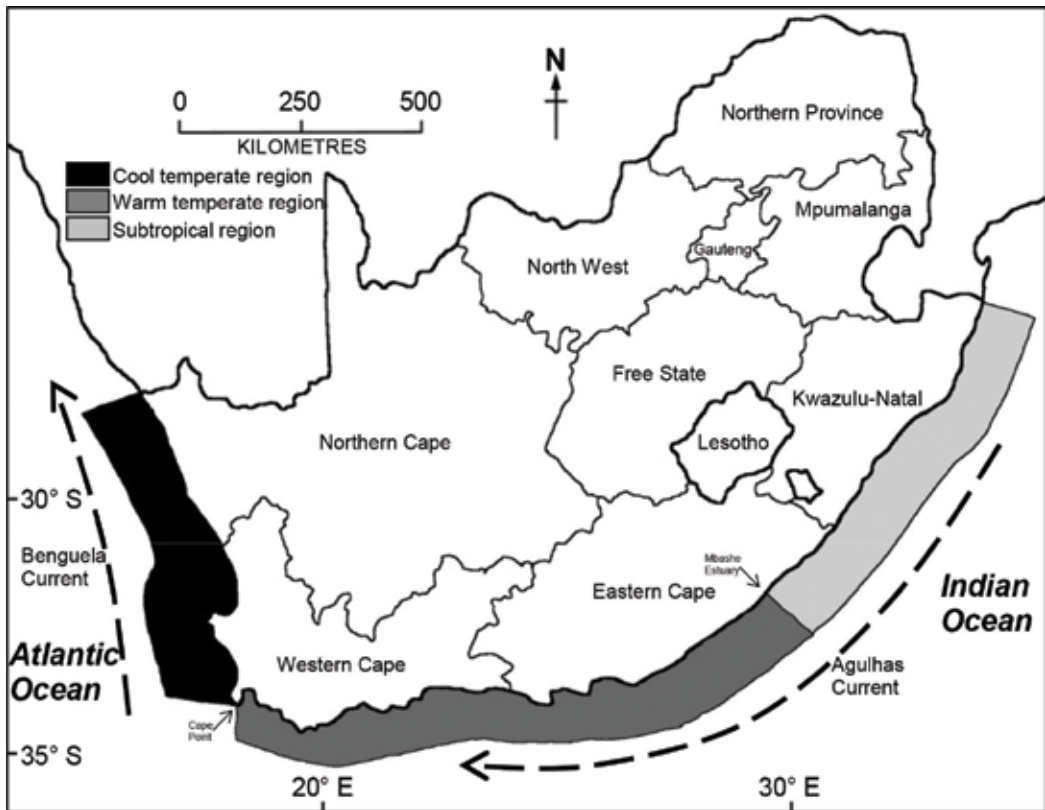 0 250 500
KILOMETRES
N
Northern Province
Cool temperate region
Warm temperate region
Subtropical region
Mpumalanga
Gauteng
North West
Free State
Kwazulu-Natal
Lesotho
Northern Cape
30° S
Benguela
Current
Mbashe
Estuary
Eastern Cape
Indian
Ocean
Atlantic
Ocean
Western Cape
Agulhas
Current
Cape
Point
35° S
20° E
30° E